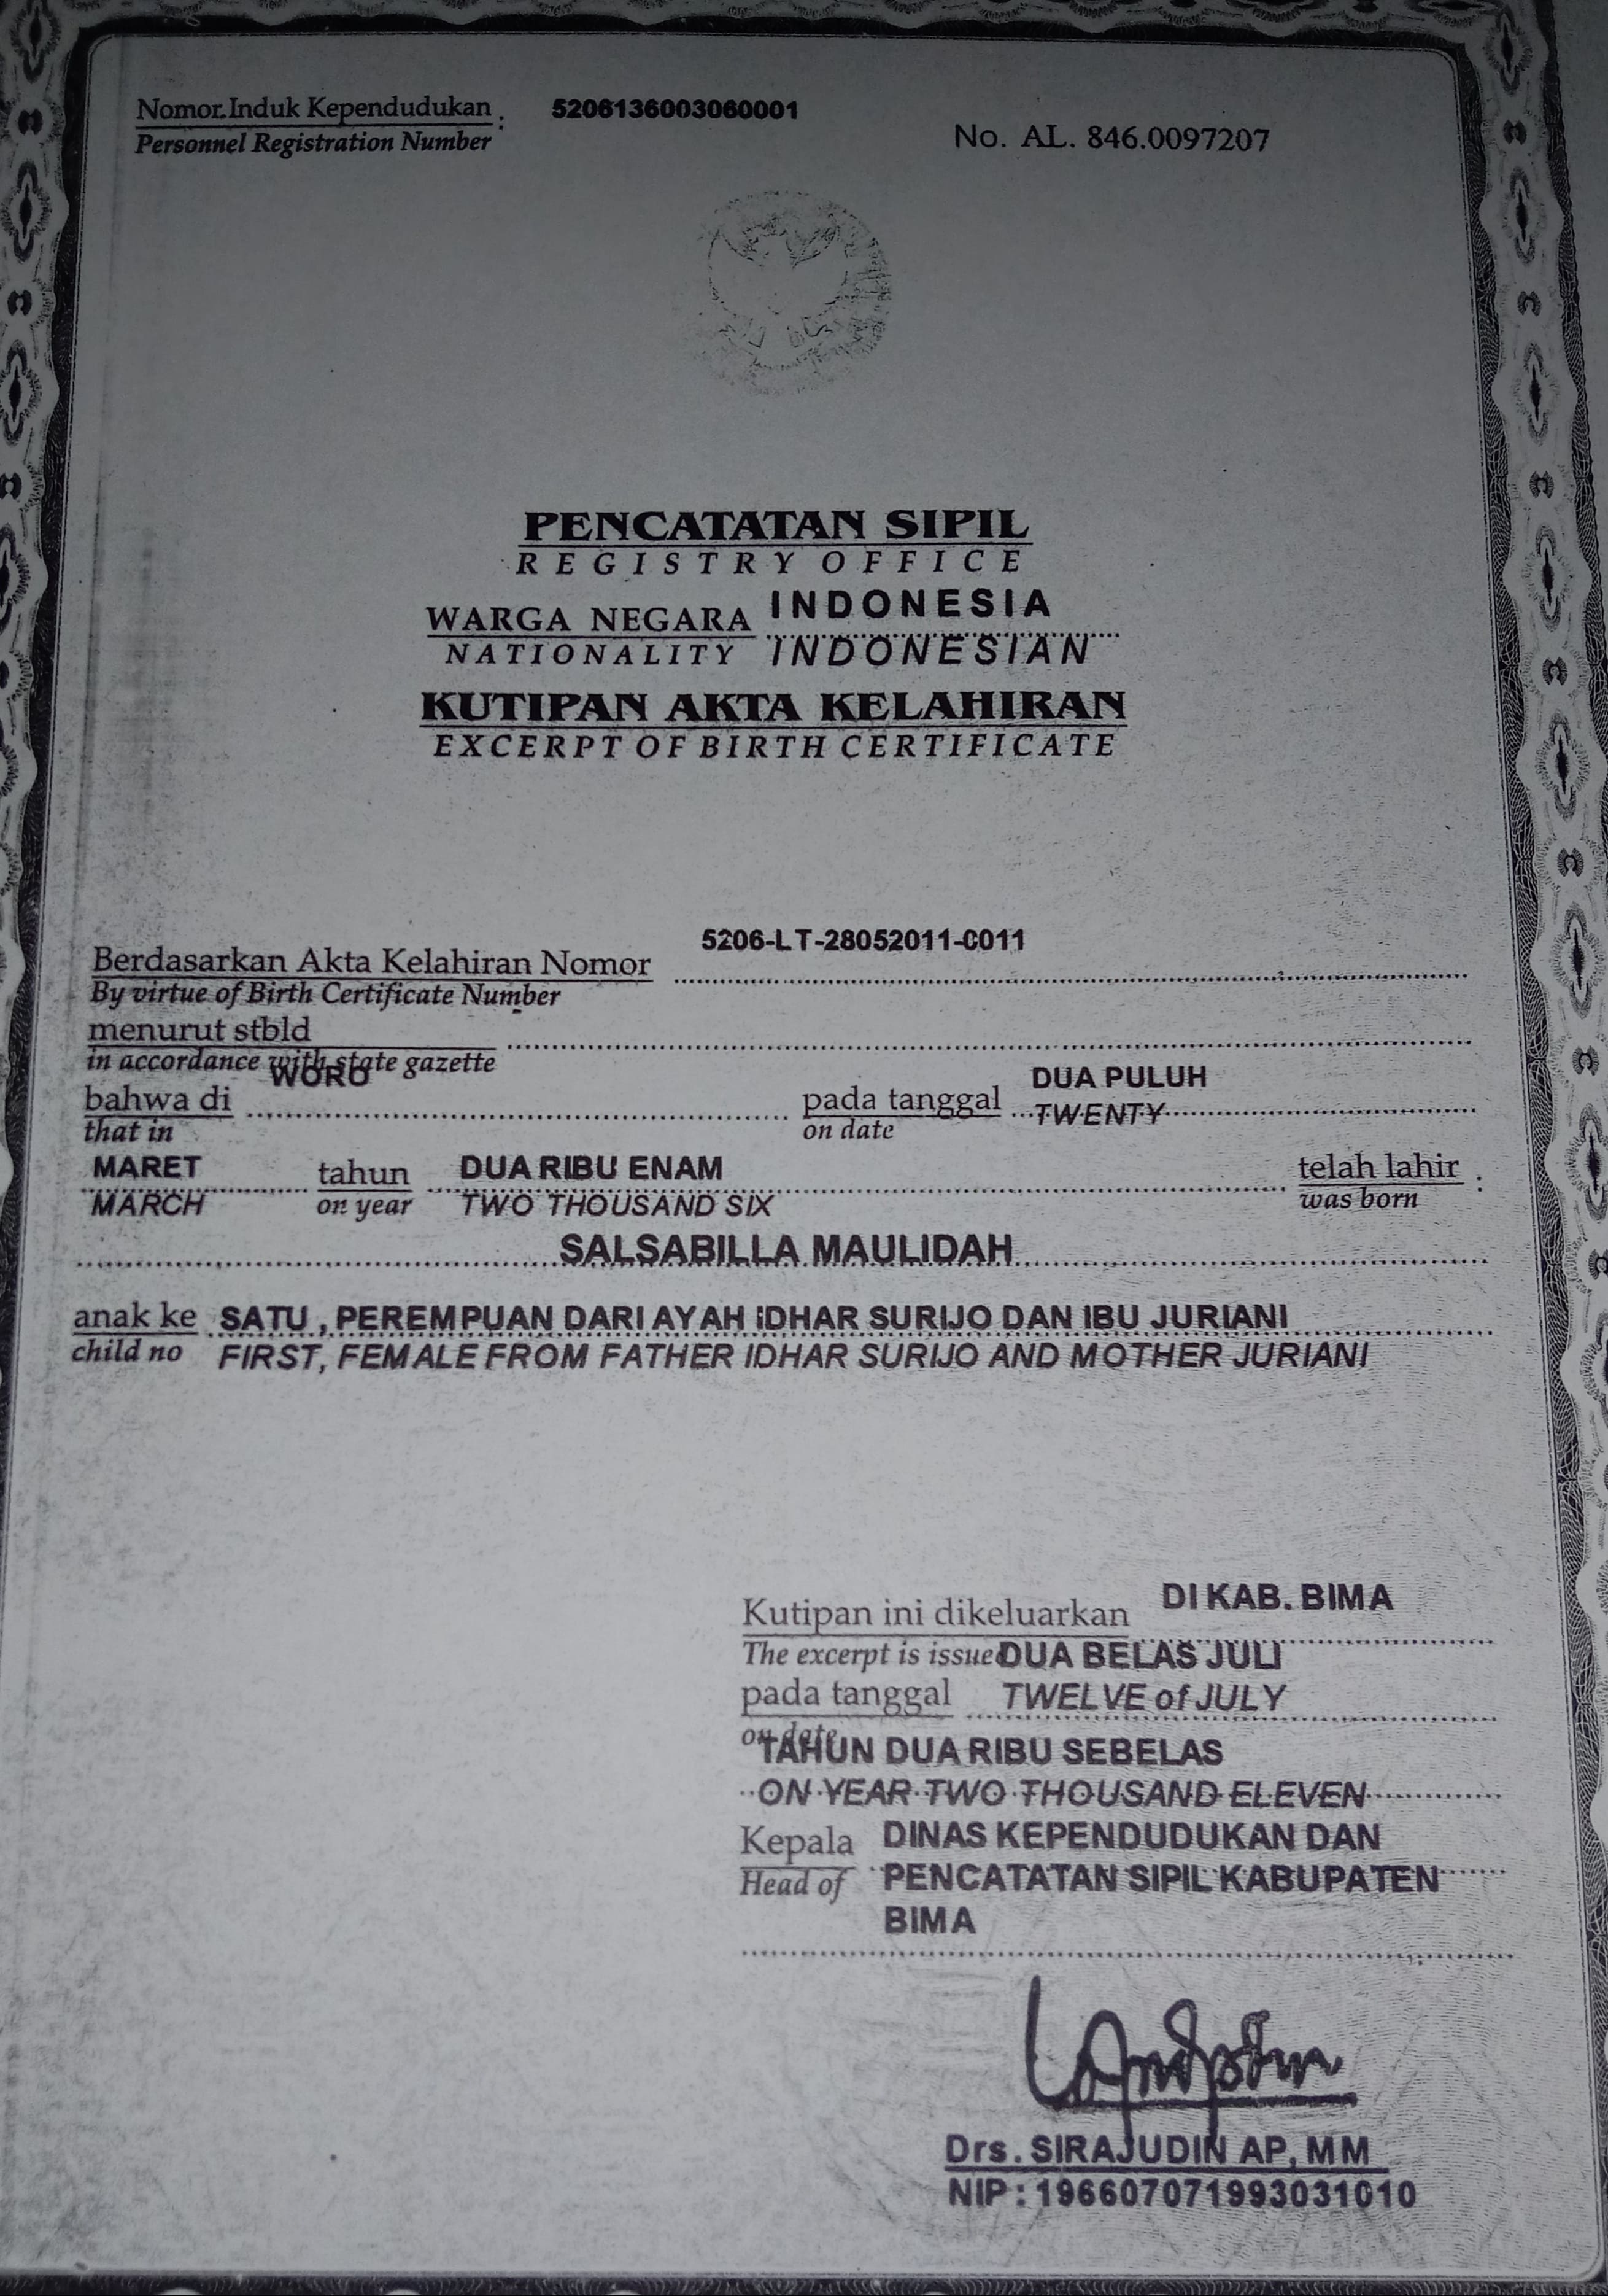 Nomor Induk Kependudukan : 5206136003060001
Personnel Registration Number
No. AL. 846.0097207
PENCATATAN SIPIL
REGISTRY OFFICE
WARGA NEGARA INDONESIA
NATIONALITY INDONESIAN
KUTIPAN AKTA KELAHIRAN
EXCERPT OF BIRTH CERTIFICATE
Berdasarkan Akta Kelahiran Nomor 5206-LT-28052011-0011
By virtue of Birth Certificate Number
menurut stbld
in accordance with state gazette
bahwa di WORO pada tanggal DUA PULUH
that in on date TWENTY
MARET tahun DUA RIBU ENAM telah lahir :
MARCH on year TWO THOUSAND SIX was born
SALSABILLA MAULIDAH
anak ke SATU , PEREMPUAN DARI AYAH IDHAR SURIJO DAN IBU JURIANI
child no FIRST, FEMALE FROM FATHER IDHAR SURIJO AND MOTHER JURIANI
Kutipan ini dikeluarkan DI KAB. BIMA
The excerpt is issued DUA BELAS JULI
pada tanggal TWELVE of JULY
on date TAHUN DUA RIBU SEBELAS
ON YEAR TWO THOUSAND ELEVEN
Kepala DINAS KEPENDUDUKAN DAN
Head of PENCATATAN SIPIL KABUPATEN
BIMA
Drs. SIRAJUDIN AP, MM
NIP : 196607071993031010